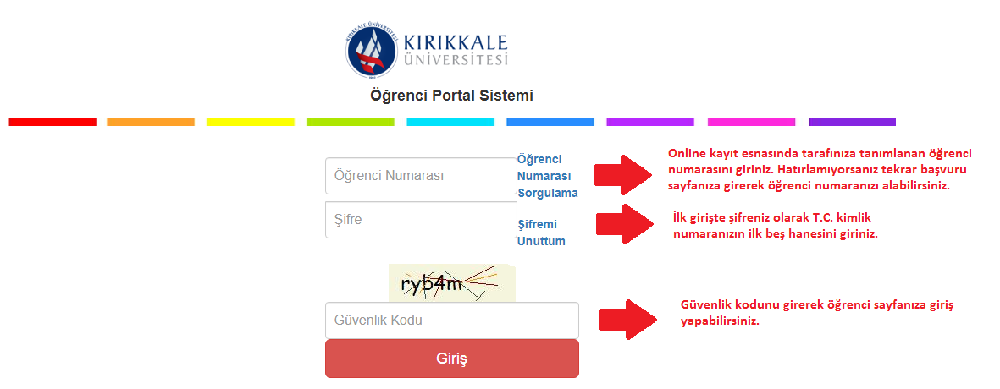 KIRIKKALE
ÜNİVERSİTESİ
Öğrenci Portal Sistemi
Öğrenci Numarası
Öğrenci
Numarası
Sorgulama
Online kayıt esnasında tarafınıza tanımlanan öğrenci
numarasını giriniz. Hatırlamıyorsanız tekrar başvuru
sayfanıza girerek öğrenci numaranızı alabilirsiniz.
Şifre
Şifremi
Unuttum
İlk girişte şifreniz olarak T.C. kimlik
numaranızın ilk beş hanesini giriniz.
ryb4m
Güvenlik Kodu
Güvenlik kodunu girerek öğrenci sayfanıza giriş
yapabilirsiniz.
Giriş